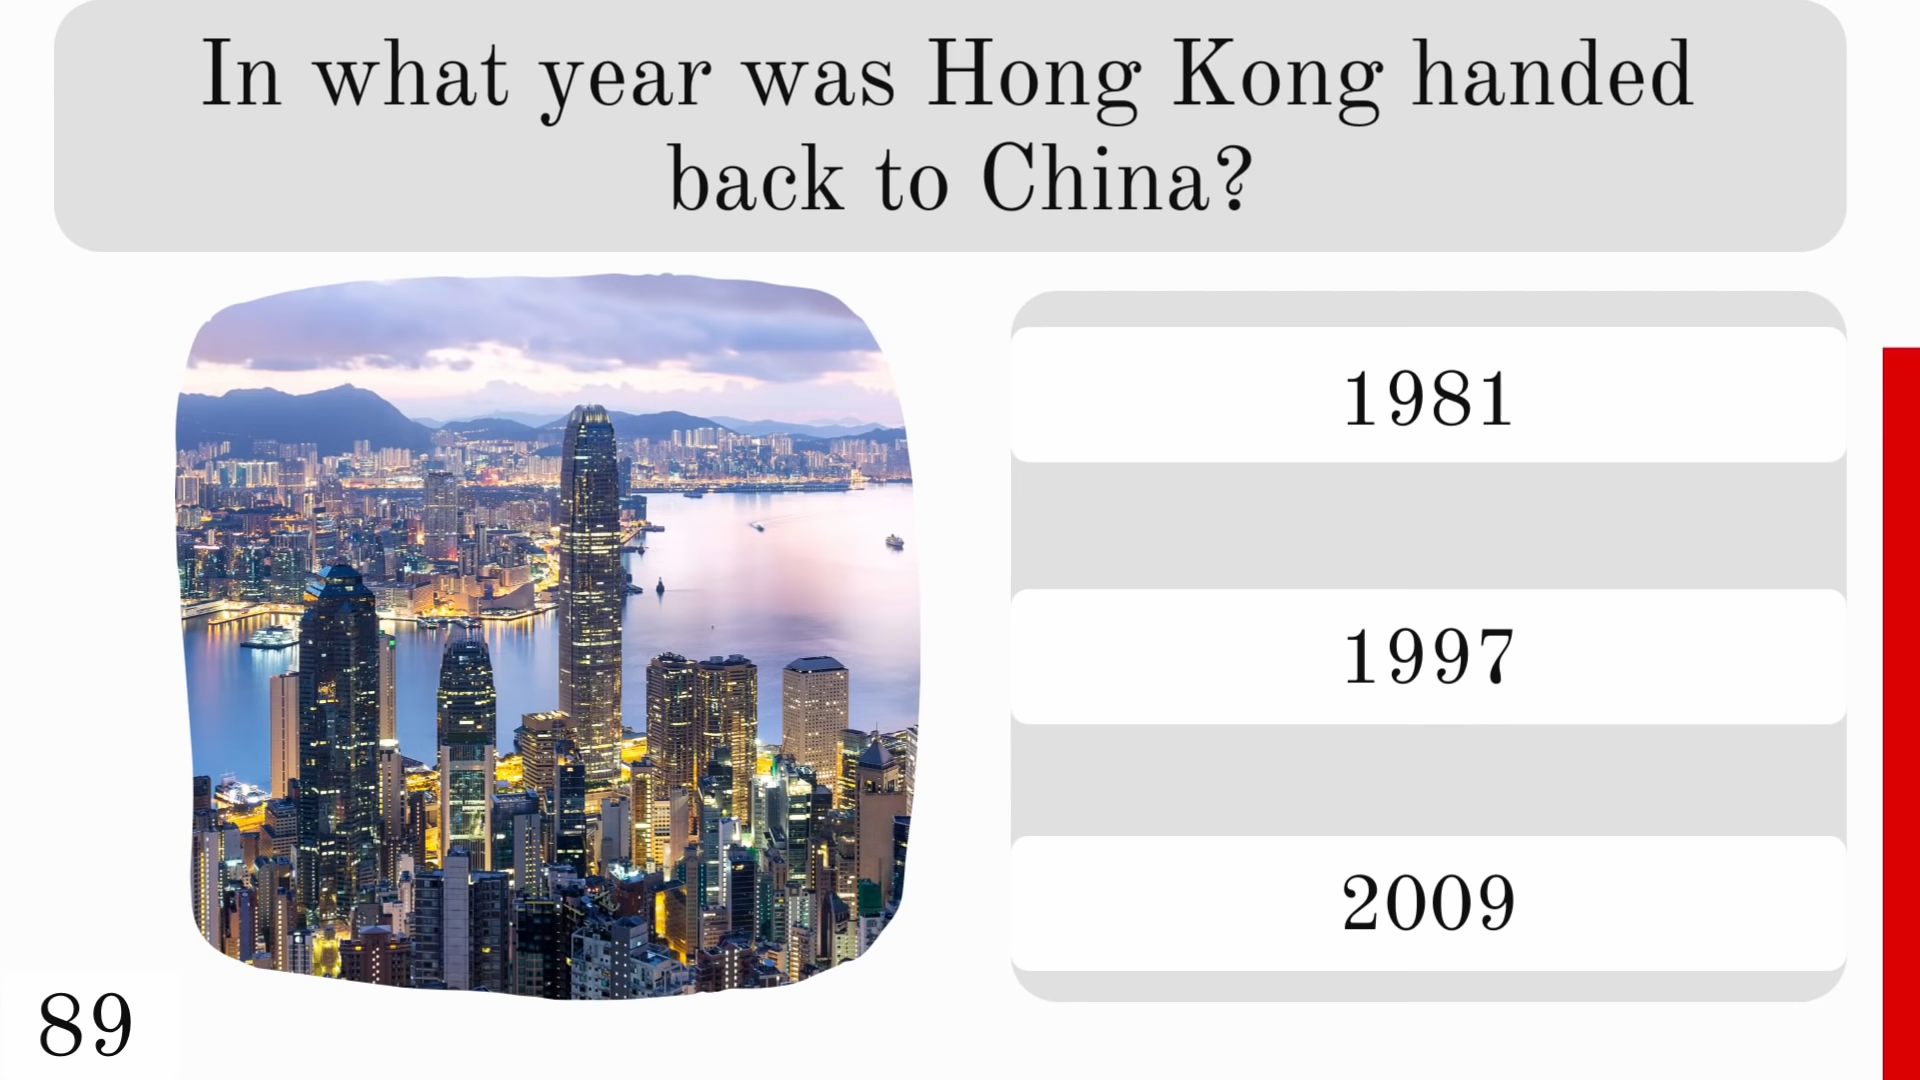 In what year was Hong Kong handed
back to China?
1981
1997
2009
89